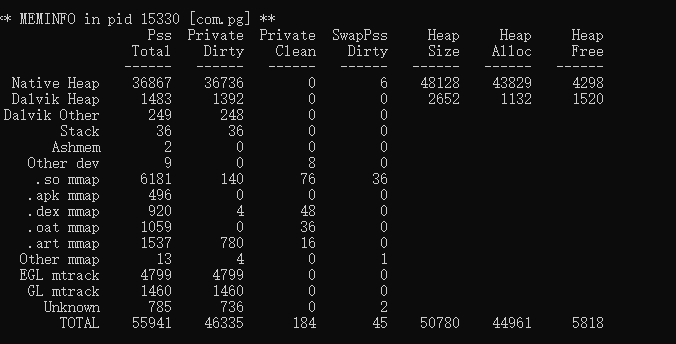 ** MEMINFO in pid 15330 [com.pg] **
Pss Private Private SwapPss Heap Heap Heap
Total Dirty Clean Dirty Size Alloc Free
------ ------ ------ ------ ------ ------ ------
Native Heap 36867 36736 0 6 48128 43829 4298
Dalvik Heap 1483 1392 0 0 2652 1132 1520
Dalvik Other 249 248 0 0
Stack 36 36 0 0
Ashmem 2 0 0 0
Other dev 9 0 8 0
.so mmap 6181 140 76 36
.apk mmap 496 0 0 0
.dex mmap 920 4 48 0
.oat mmap 1059 0 36 0
.art mmap 1537 780 16 0
Other mmap 13 4 0 1
EGL mtrack 4799 4799 0 0
GL mtrack 1460 1460 0 0
Unknown 785 736 0 2
TOTAL 55941 46335 184 45 50780 44961 5818